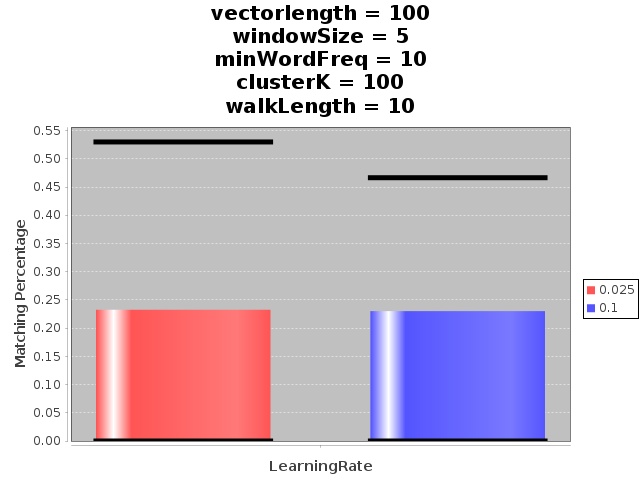 vectorlength = 100
windowSize = 5
minWordFreq = 10
clusterK = 100
walkLength = 10
0.55
0.50
0.45
0.40
0.35
0.30
0.25
0.20
0.15
0.10
0.05
0.00
Matching Percentage
LearningRate
0.025
0.1